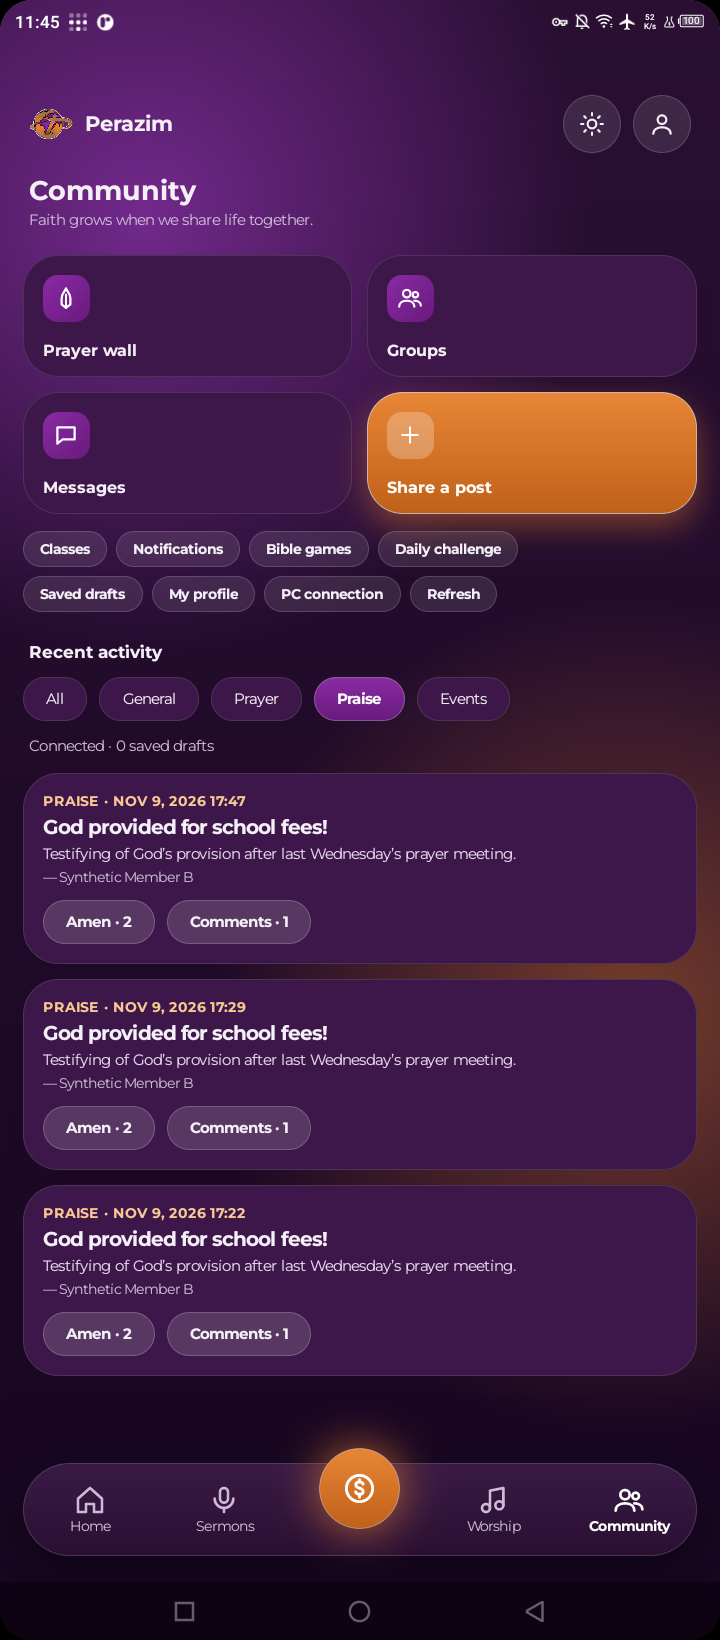 11:45
52
K/s
100
Perazim
Community
Faith grows when we share life together.
Prayer wall
Groups
Messages
Share a post
Classes
Notifications
Bible games
Daily challenge
Saved drafts
My profile
PC connection
Refresh
Recent activity
All
General
Prayer
Praise
Events
Connected · 0 saved drafts
PRAISE · NOV 9, 2026 17:47
God provided for school fees!
Testifying of God’s provision after last Wednesday’s prayer meeting.
— Synthetic Member B
Amen · 2
Comments · 1
PRAISE · NOV 9, 2026 17:29
God provided for school fees!
Testifying of God’s provision after last Wednesday’s prayer meeting.
— Synthetic Member B
Amen · 2
Comments · 1
PRAISE · NOV 9, 2026 17:22
God provided for school fees!
Testifying of God’s provision after last Wednesday’s prayer meeting.
— Synthetic Member B
Amen · 2
Comments · 1
Home
Sermons
Worship
Community